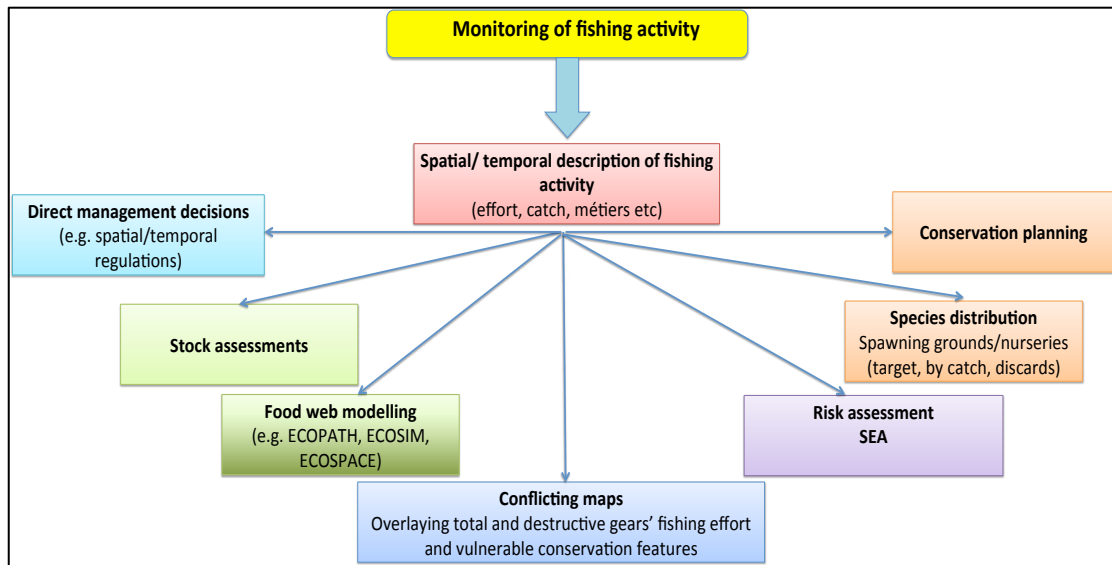 Monitoring of fishing activity
Spatial/ temporal description of fishing
activity
(effort, catch, métiers etc)
Direct management decisions
(e.g. spatial/temporal
regulations)
Conservation planning
Stock assessments
Species distribution
Spawning grounds/nurseries
(target, by catch, discards)
Food web modelling
(e.g. ECOPATH, ECOSIM,
ECOSPACE)
Risk assessment
SEA
Conflicting maps
Overlaying total and destructive gears’ fishing effort
and vulnerable conservation features